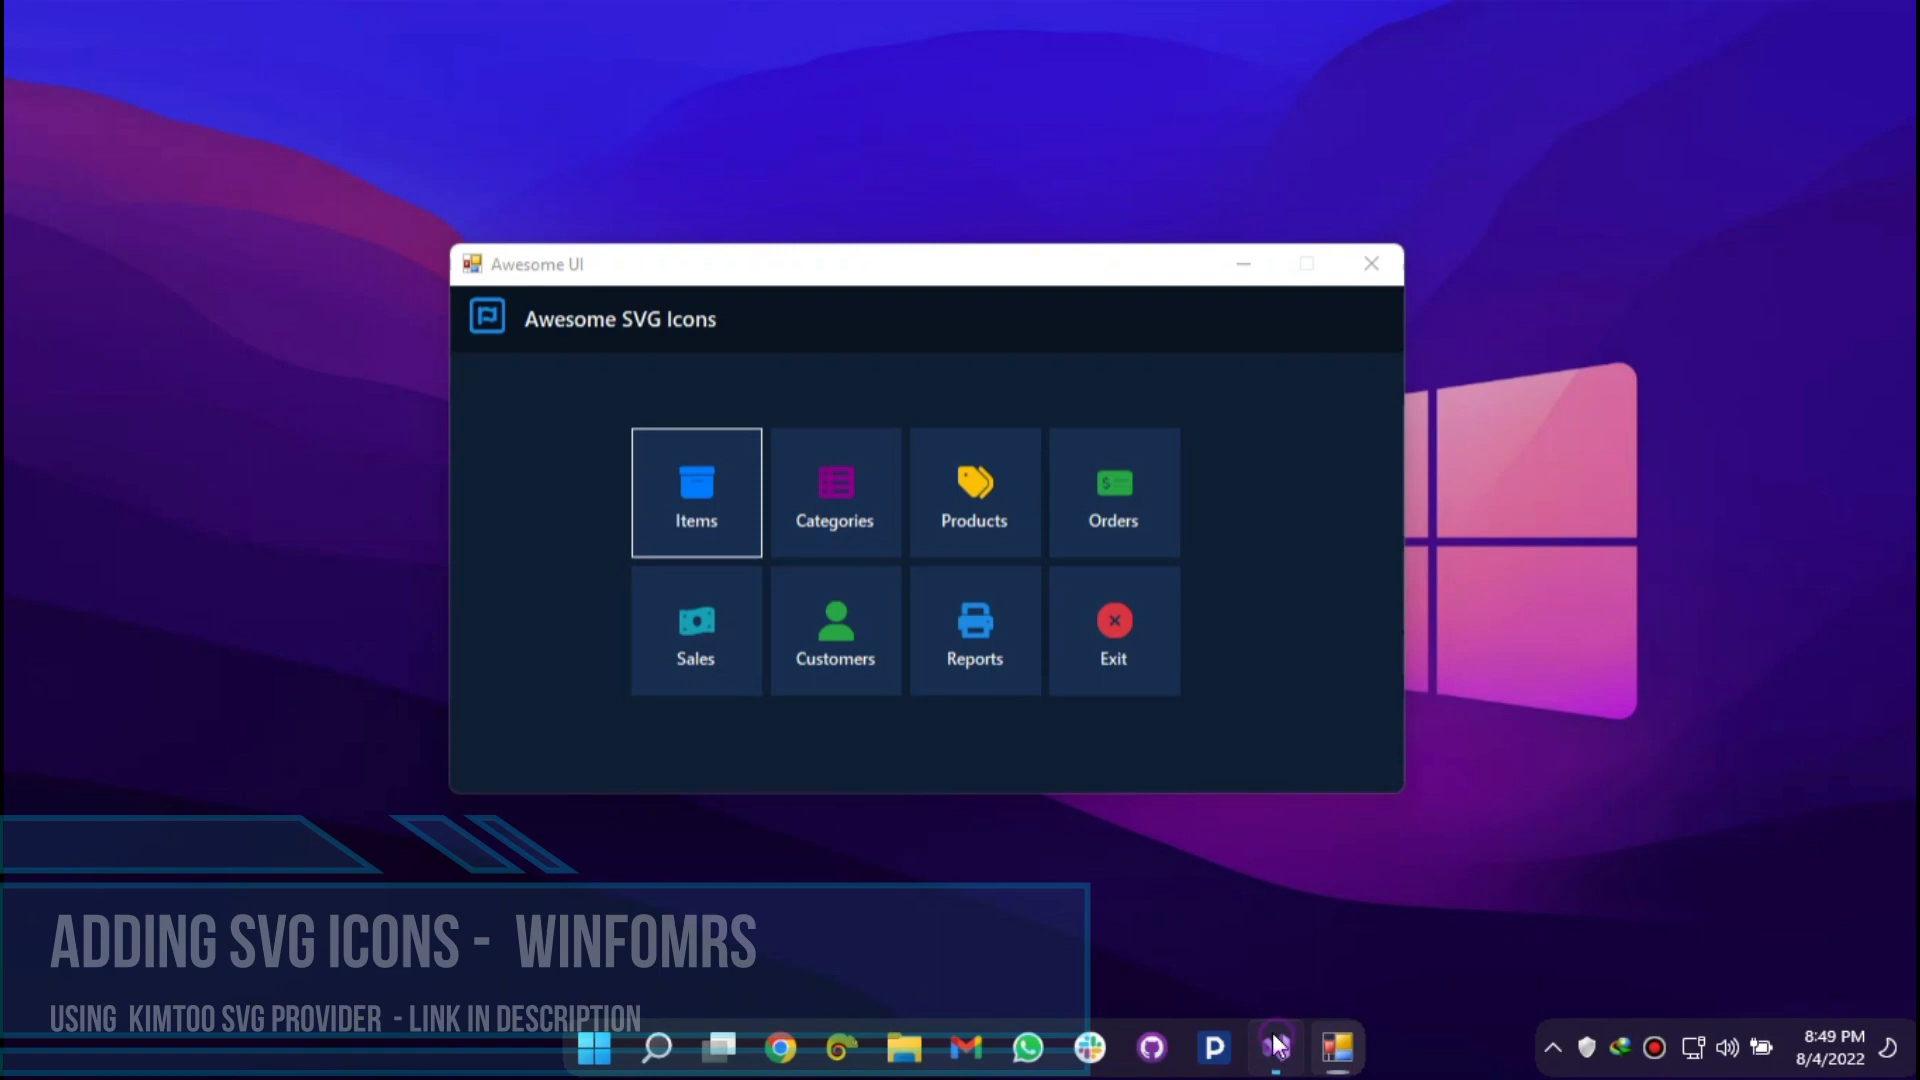 Awesome UI
Awesome SVG Icons
Items
Categories
Products
Orders
Sales
Customers
Reports
Exit
ADDING SVG ICONS - WINFOMRS
USING KIMTOO SVG PROVIDER - LINK IN DESCRIPTION
8:49 PM
8/4/2022